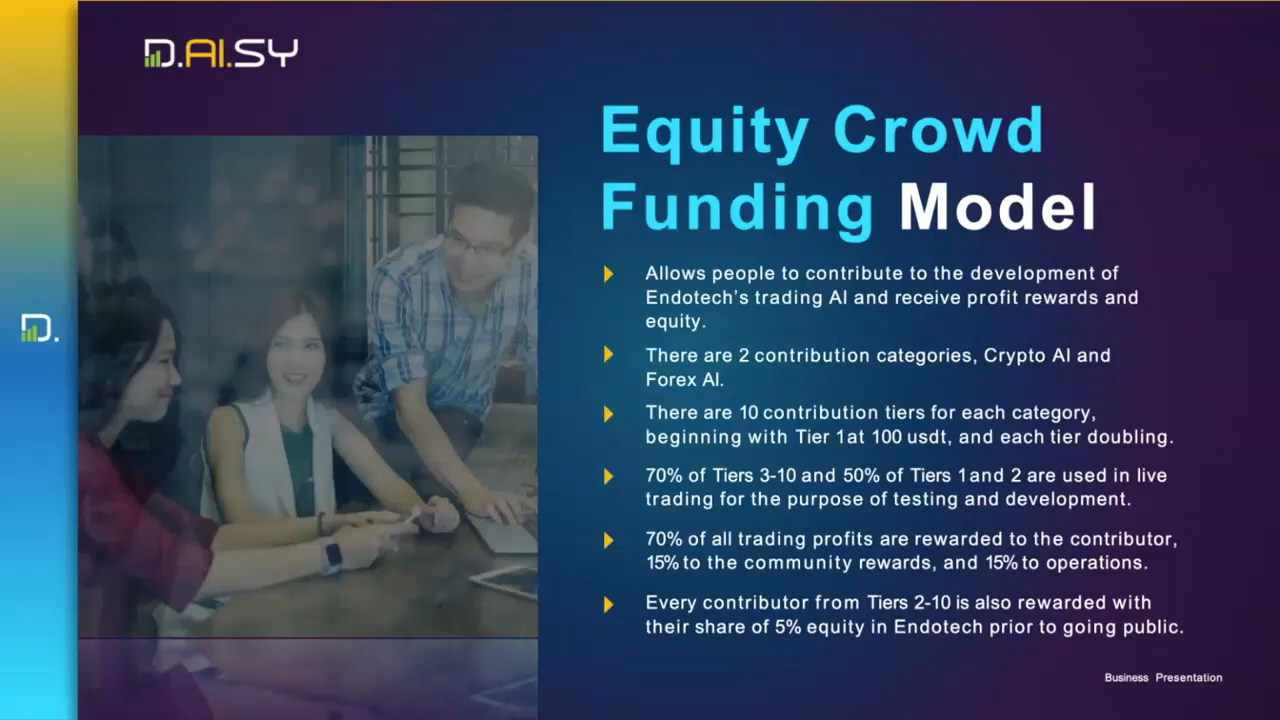 D.AI.SY
Equity Crowd
Funding Model
Allows people to contribute to the development of
Endotech's trading AI and receive profit rewards and
equity.
There are 2 contribution categories, Crypto AI and
Forex AI.
There are 10 contribution tiers for each category,
beginning with Tier 1 at 100 usdt, and each tier doubling.
70% of Tiers 3-10 and 50% of Tiers 1 and 2 are used in live
trading for the purpose of testing and development.
70% of all trading profits are rewarded to the contributor,
15% to the community rewards, and 15% to operations.
Every contributor from Tiers 2-10 is also rewarded with
their share of 5% equity in Endotech prior to going public.
D.
Business Presentation